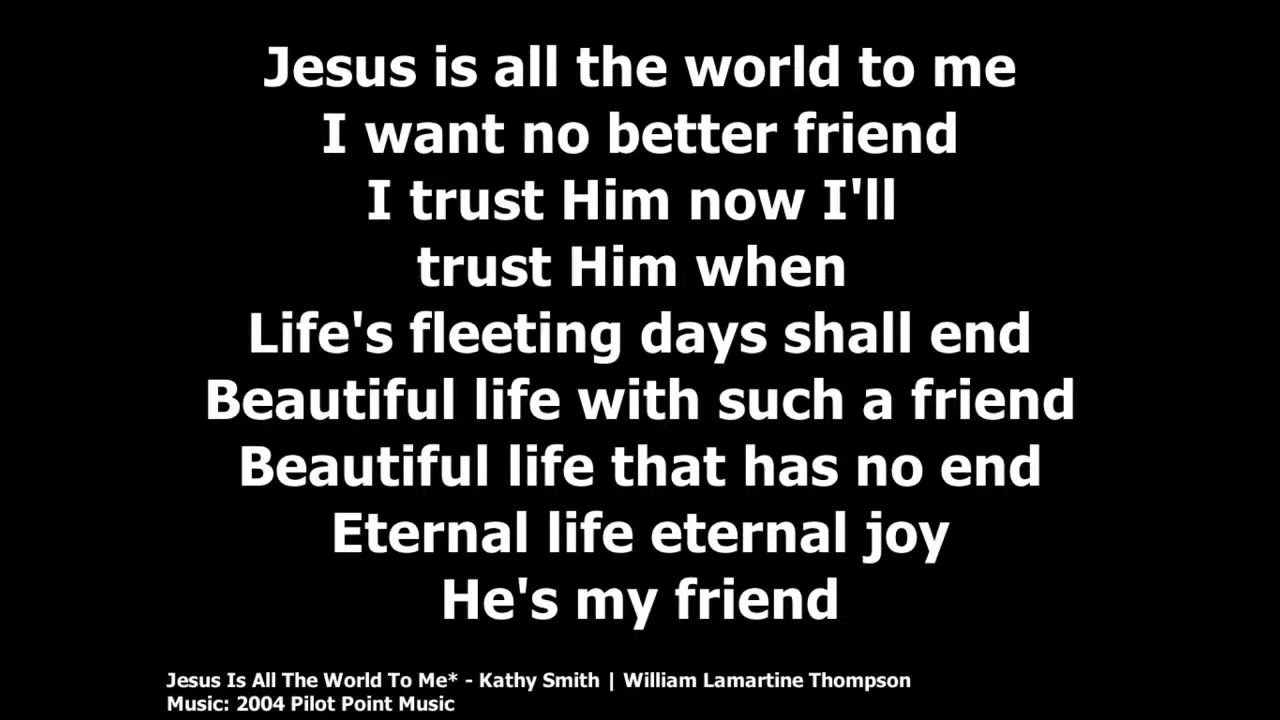 Jesus is all the world to me
I want no better friend
I trust Him now I'll
trust Him when
Life's fleeting days shall end
Beautiful life with such a friend
Beautiful life that has no end
Eternal life eternal joy
He's my friend
Jesus Is All The World To Me* - Kathy Smith | William Lamartine Thompson
Music: 2004 Pilot Point Music